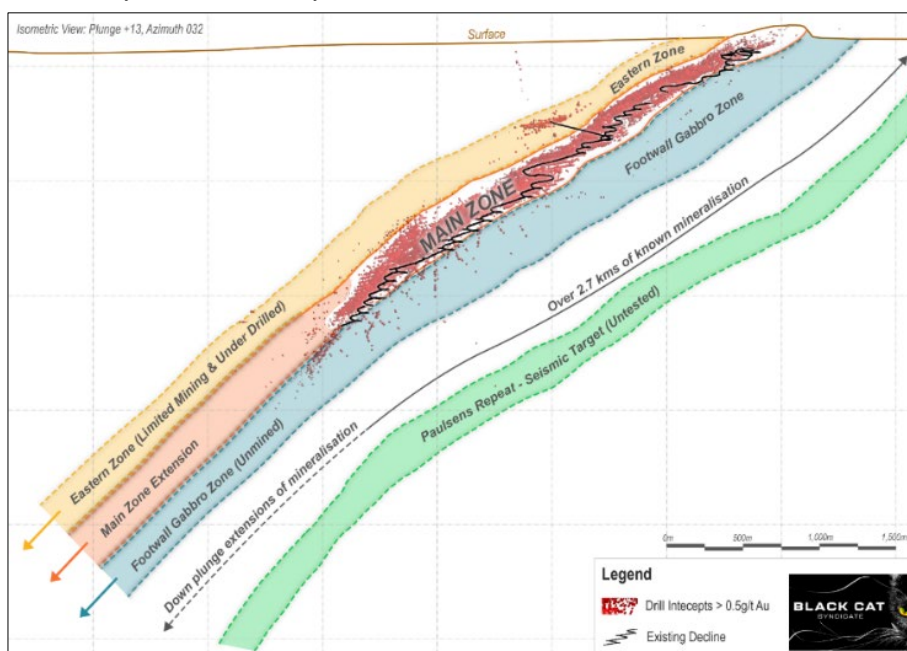 Isometric View: Plunge +13, Azimuth 032
Surface
Eastern Zone
Footwall Gabbro Zone
MAIN ZONE
Over 2.7 kms of known mineralisation
Paulsens Repeat - Seismic Target (Untested)
Eastern Zone (Limited Mining & Under Drilled)
Main Zone Extension
Footwall Gabbro Zone (Unmined)
Down plunge extensions of mineralisation
0m 500m 1,000m 1,500m
Legend
Drill Intecepts > 0.5g/t Au
Existing Decline
BLACK CAT
SYNDICATE